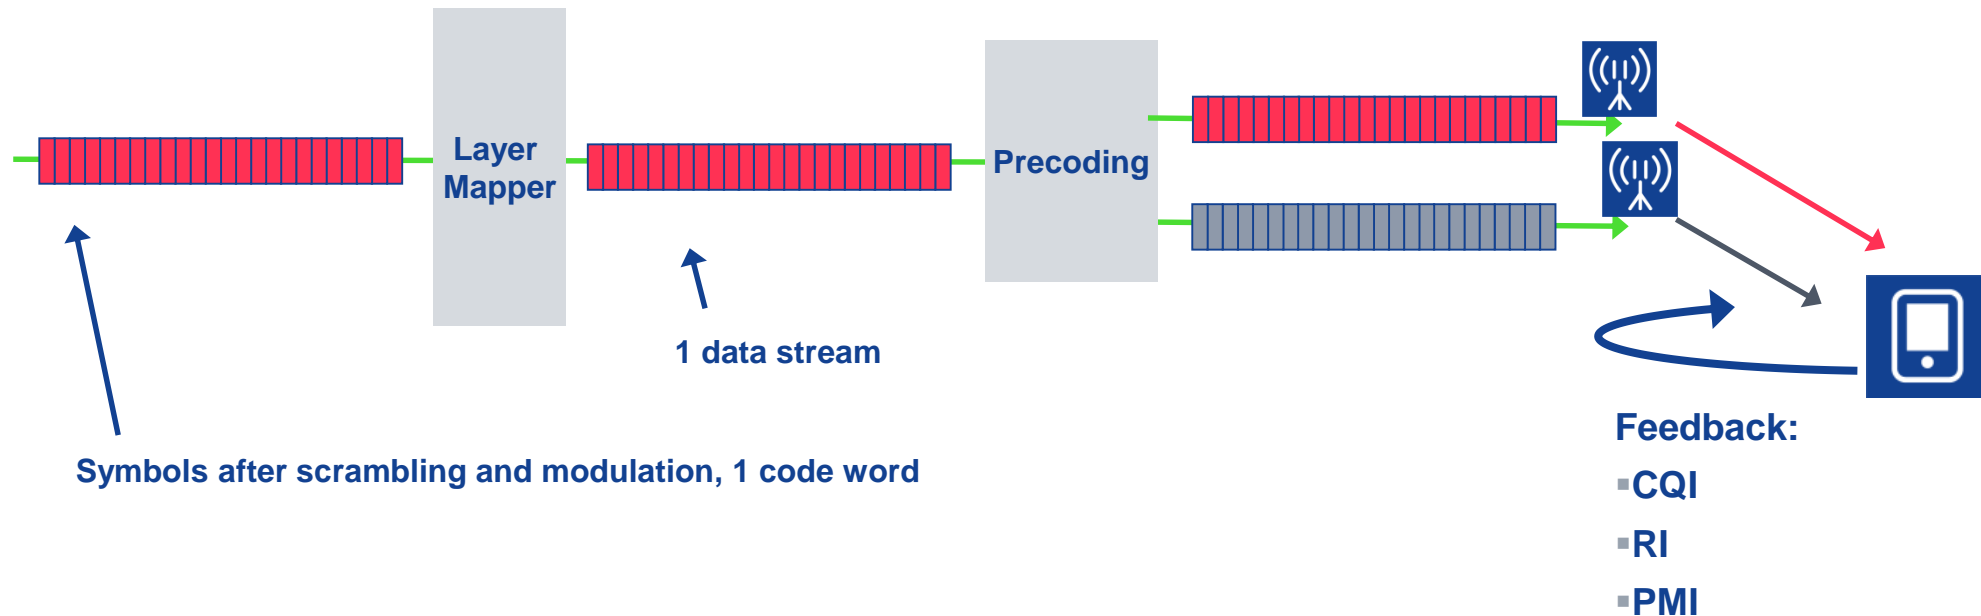 Layer
Mapper
Precoding
1 data stream
Symbols after scrambling and modulation, 1 code word
Feedback:
▪CQI
▪RI
▪PMI